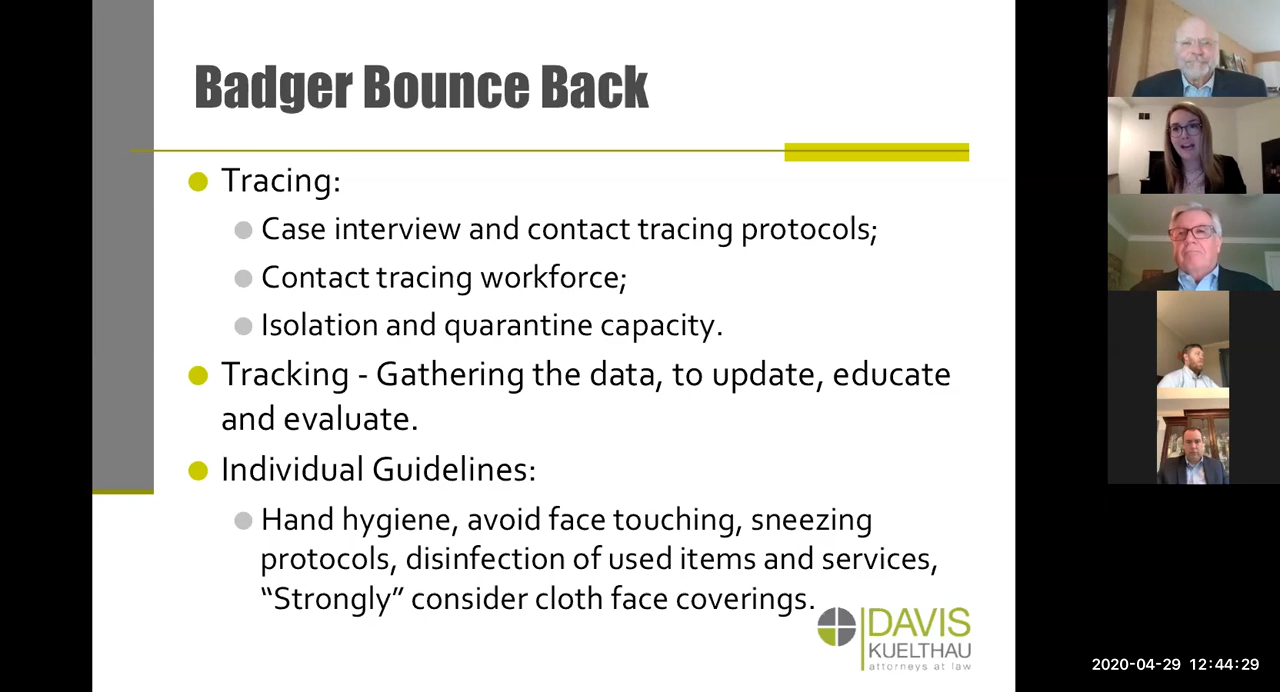 Badger Bounce Back
Tracing:
Case interview and contact tracing protocols;
Contact tracing workforce;
Isolation and quarantine capacity.
Tracking - Gathering the data, to update, educate
and evaluate.
Individual Guidelines:
Hand hygiene, avoid face touching, sneezing
protocols, disinfection of used items and services,
“Strongly” consider cloth face coverings.
DAVIS
KUELTHAU
attorneys at law
2020-04-29 12:44:29